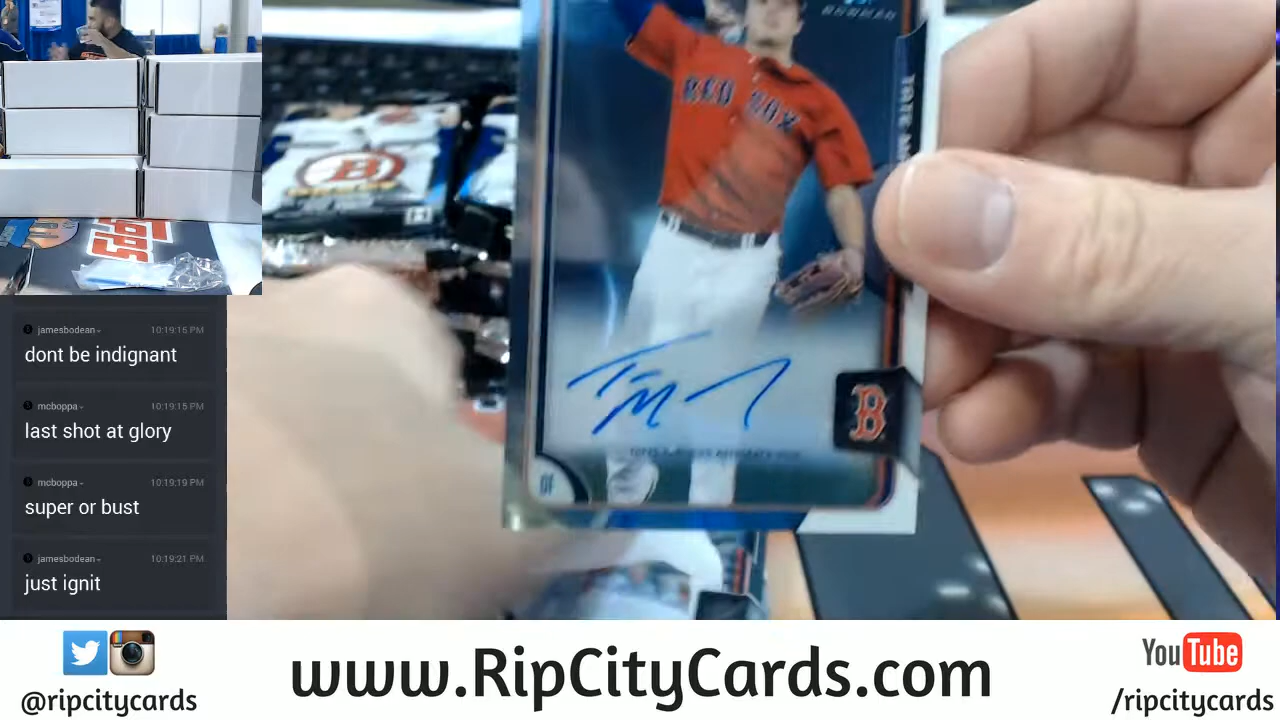 BOWMAN
RED SOX
B
B
jamesbodean 10:19:15 PM
dont be indignant
mcboppa 10:19:15 PM
last shot at glory
mcboppa 10:19:19 PM
super or bust
jamesbodean 10:19:21 PM
just ignit
@ripcitycards
www.RipCityCards.com
YouTube
/ripcitycards